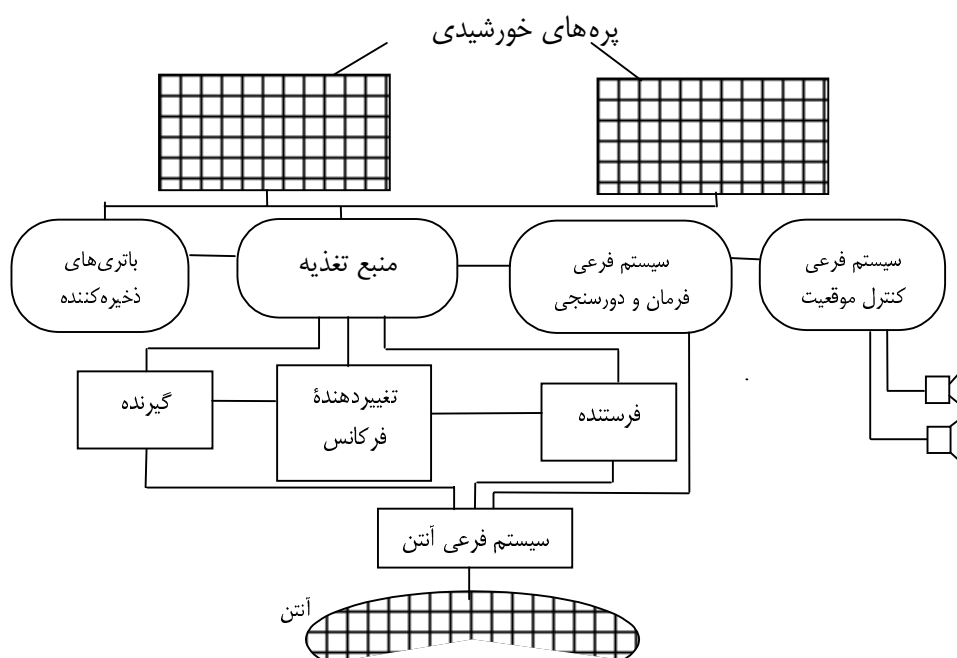 پره‌های خورشیدی
سیستم فرعی
کنترل موقعیت
سیستم فرعی
فرمان و دورسنجی
منبع تغذیه
باتری‌های
ذخیره‌کننده
فرستنده
تغییردهندهٔ
فرکانس
گیرنده
سیستم فرعی آنتن
آنتن